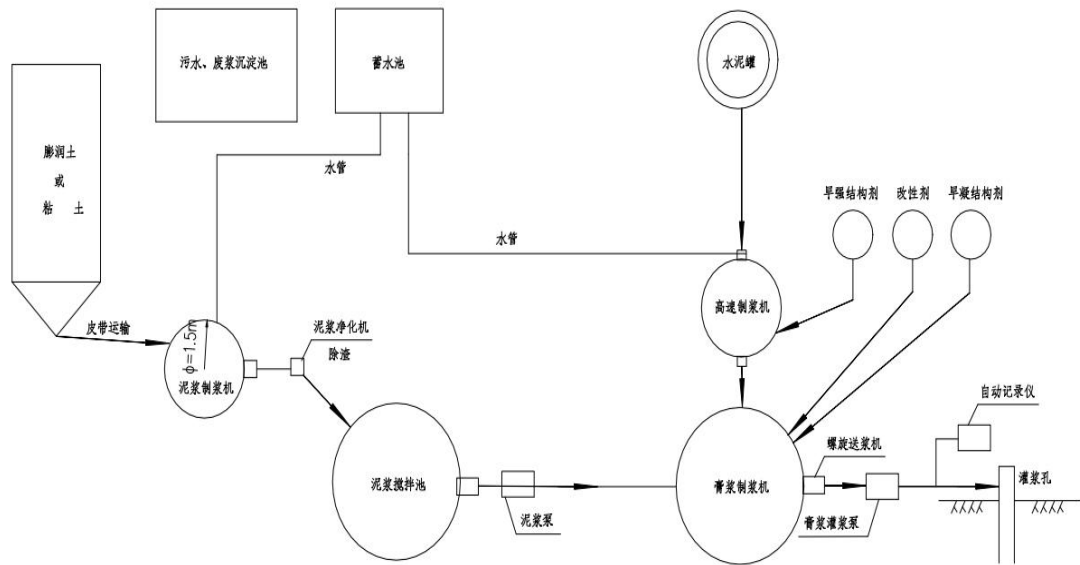 污水、废浆沉淀池
蓄水池
水泥罐
膨润土
或
粘 土
水管
早强结构剂
改性剂
早凝结构剂
水管
高速制浆机
皮带运输
泥浆净化机
除渣
φ=1.5m
泥浆制浆机
自动记录仪
螺旋送浆机
泥浆搅拌池
膏浆制浆机
灌浆孔
泥浆泵
膏浆灌浆泵